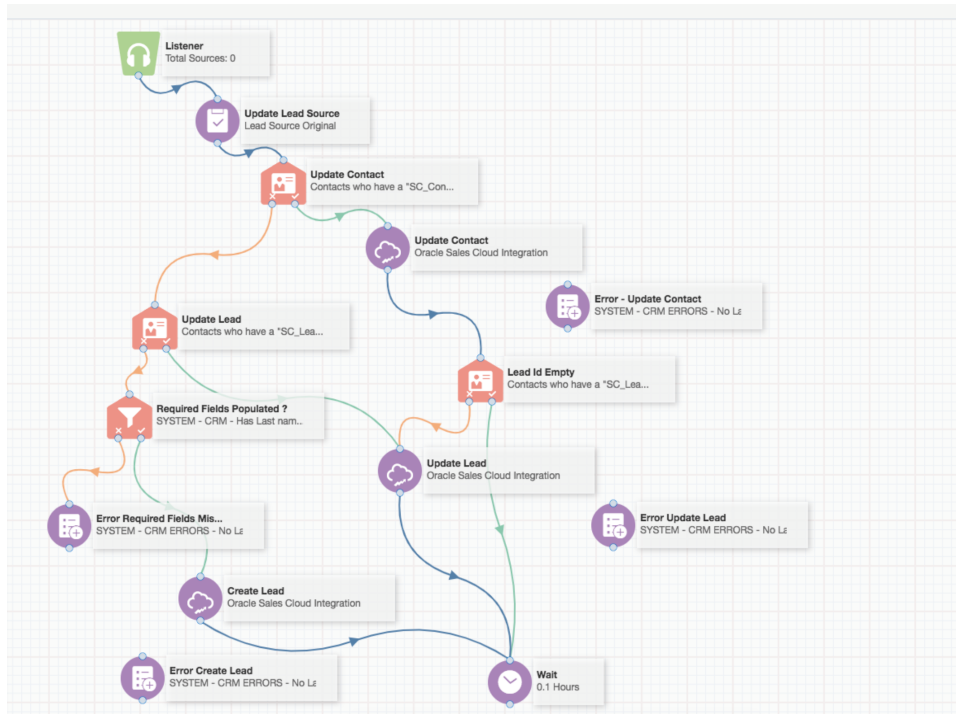 Listener
Total Sources: 0
Update Lead Source
Lead Source Original
Update Contact
Contacts who have a "SC_Con...
Update Contact
Oracle Sales Cloud Integration
Error - Update Contact
SYSTEM - CRM ERRORS - No La
Update Lead
Contacts who have a "SC_Lea...
Lead Id Empty
Contacts who have a "SC_Lea...
Required Fields Populated ?
SYSTEM - CRM - Has Last nam...
Update Lead
Oracle Sales Cloud Integration
Error Required Fields Mis...
SYSTEM - CRM ERRORS - No La
Error Update Lead
SYSTEM - CRM ERRORS - No La
Create Lead
Oracle Sales Cloud Integration
Error Create Lead
SYSTEM - CRM ERRORS - No La
Wait
0.1 Hours